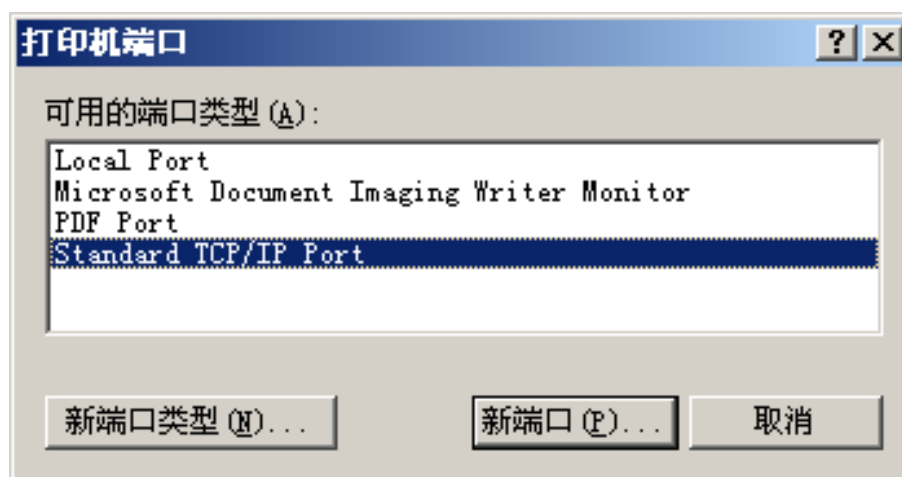 打印机端口
可用的端口类型(A):
Local Port
Microsoft Document Imaging Writer Monitor
PDF Port
Standard TCP/IP Port
新端口类型(N)... 新端口(P)... 取消